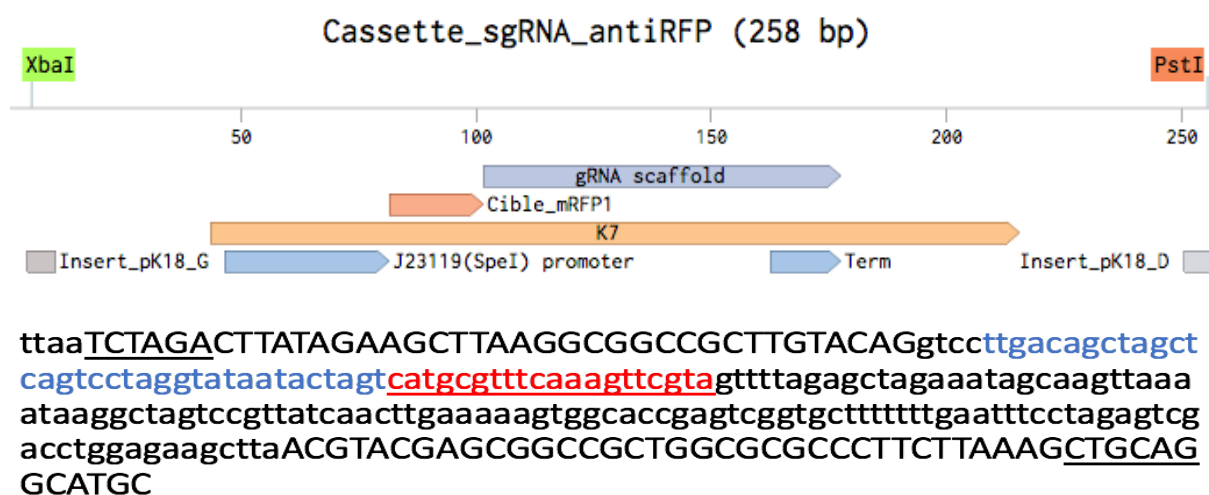 Cassette_sgRNA_antiRFP (258 bp)
XbaI
PstI
50
100
150
200
250
gRNA scaffold
Cible_mRFP1
K7
Insert_pK18_G
J23119(SpeI) promoter
Term
Insert_pK18_D
ttaaTCTAGACTTATAGAAGCTTAAGGCGGCCGCTTGTACAGgtccttgacagctagct
cagtcctaggtataatactagtcatgcgtttcaaagttcgtagttttagagctagaaatagcaagttaaa
ataaggctagtccgttatcaacttgaaaaagtggcaccgagtcggtgctttttttgaatttcctagagtcg
acctggagaagcttaACGTACGAGCGGCCGCTGGCGCGCCCTTCTTAAAGCTGCAG
GCATGC